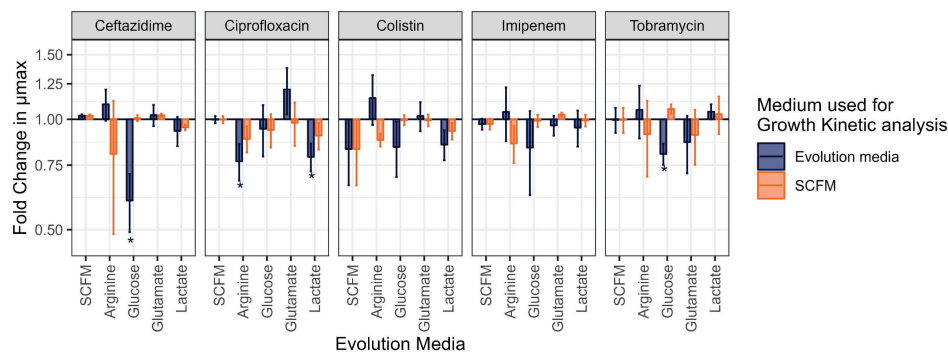 Ceftazidime Ciprofloxacin Colistin Imipenem Tobramycin
1.50
1.25
1.00
0.75
0.50
Fold Change in µmax
* * * *
SCFM Arginine Glucose Glutamate Lactate SCFM Arginine Glucose Glutamate Lactate SCFM Arginine Glucose Glutamate Lactate SCFM Arginine Glucose Glutamate Lactate SCFM Arginine Glucose Glutamate Lactate
Evolution Media
Medium used for
Growth Kinetic analysis
Evolution media
SCFM